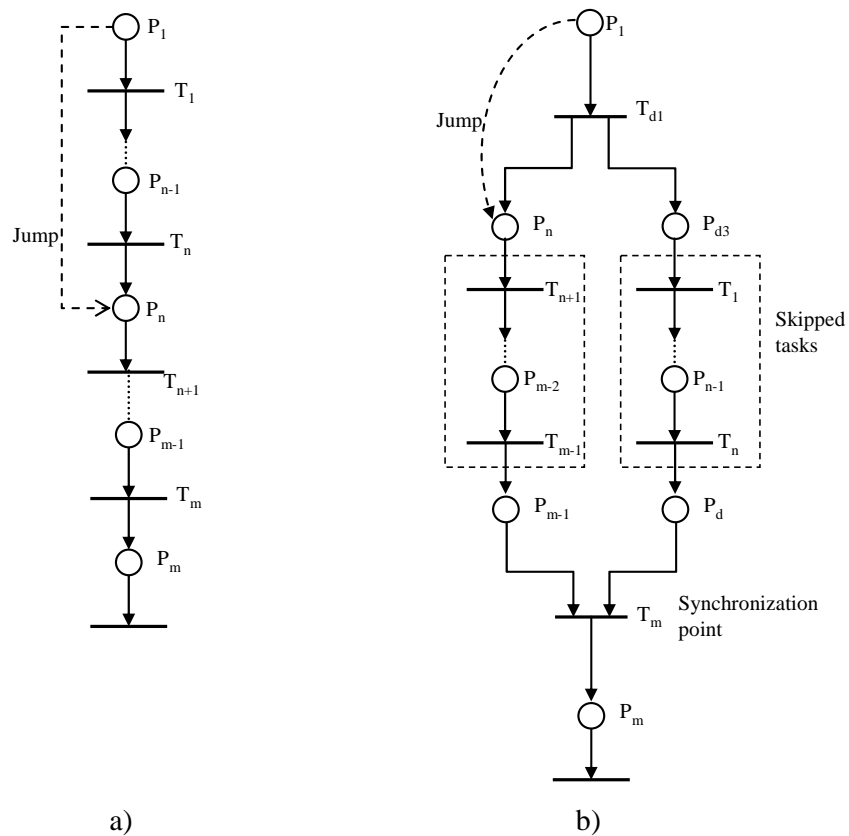 P1
T1
Pn-1
Jump
Tn
Pn
Tn+1
Pm-1
Tm
Pm
a)
P1
Jump
Td1
Pn
Pd3
Tn+1
T1
Skipped
tasks
Pm-2
Pn-1
Tm-1
Tn
Pm-1
Pd
Tm
Synchronization
point
Pm
b)